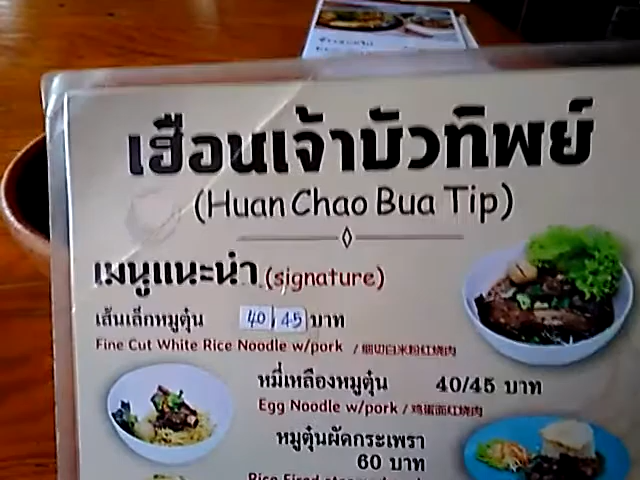 เฮือนเจ้าบัวทิพย์
(Huan Chao Bua Tip)
เมนูแนะนำ (signature)
เส้นเล็กหมูตุ๋น 40/45 บาท
Fine Cut White Rice Noodle w/pork / 细切白米粉红烧肉
หมี่เหลืองหมูตุ๋น 40/45 บาท
Egg Noodle w/pork / 鸡蛋面红烧肉
หมูตุ๋นผัดกระเพรา
60 บาท